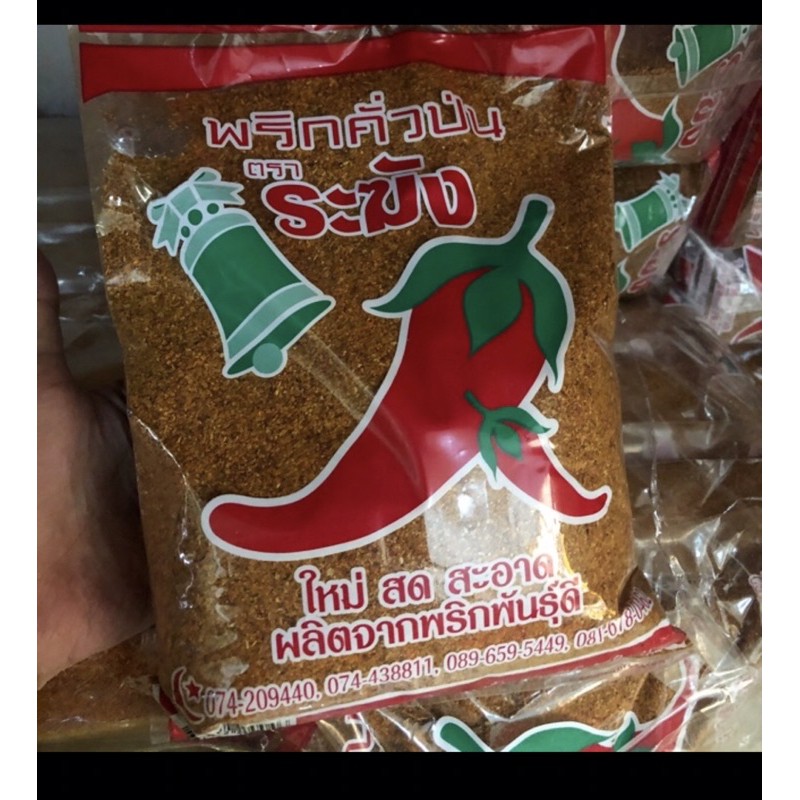 พริกคั่วป่น
ตรา
ระฆัง
ใหม่ สด สะอาด
ผลิตจากพริกพันธุ์ดี
074-209440, 074-438811, 089-659-5449, 081-678-